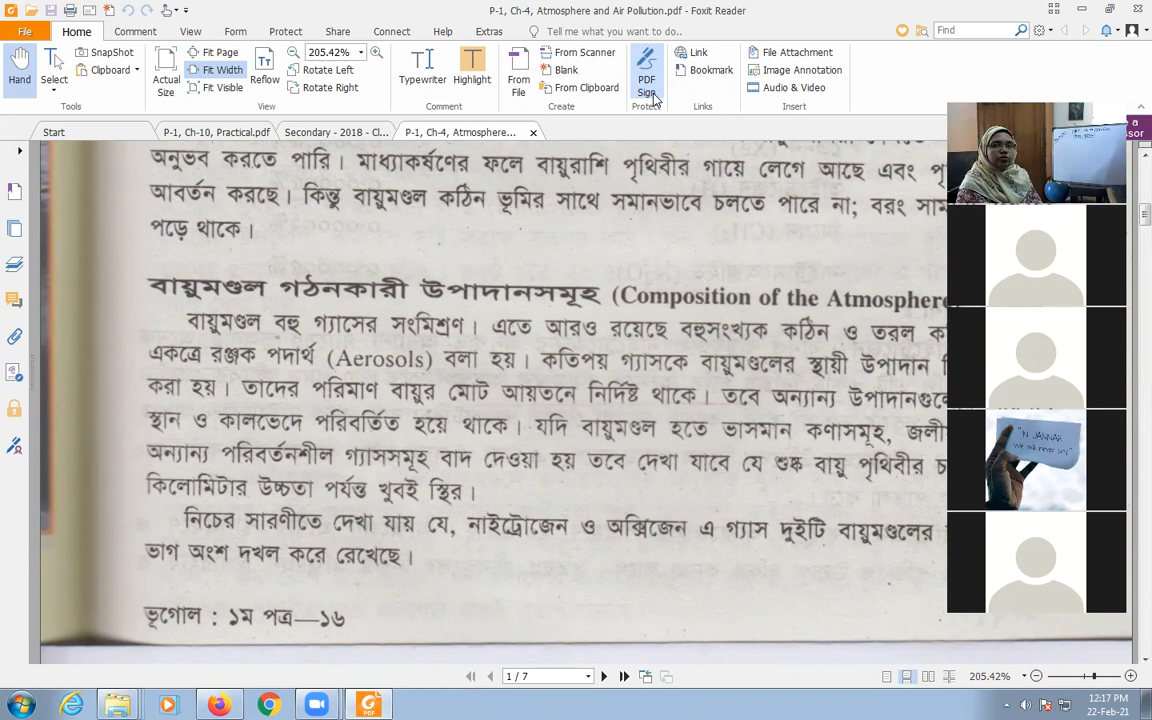 P-1, Ch-4, Atmosphere and Air Pollution.pdf - Foxit Reader
File Home Comment View Form Protect Share Connect Help Extras Tell me what you want to do.. Find
Hand
Select
SnapShot
Clipboard
Tools
Actual Size
Fit Page
Fit Width
Fit Visible
Reflow
205.42%
Rotate Left
Rotate Right
View
Typewriter
Highlight
Comment
From File
From Scanner
Blank
From Clipboard
Create
PDF Sign
Protect
Link
Bookmark
Links
File Attachment
Image Annotation
Audio & Video
Insert
Start P-1, Ch-10, Practical.pdf Secondary - 2018 - Cl... P-1, Ch-4, Atmosphere...
অনুভব করতে পারি। মাধ্যাকর্ষণের ফলে বায়ুরাশি পৃথিবীর গায়ে লেগে আছে এবং পৃ
আবর্তন করছে। কিন্তু বায়ুমণ্ডল কঠিন ভূমির সাথে সমানভাবে চলতে পারে না; বরং সাম
পড়ে থাকে।
বায়ুমণ্ডল গঠনকারী উপাদানসমূহ (Composition of the Atmosphere
বায়ুমণ্ডল বহু গ্যাসের সংমিশ্রণ। এতে আরও রয়েছে বহুসংখ্যক কঠিন ও তরল ক
একত্রে রঞ্জক পদার্থ (Aerosols) বলা হয়। কতিপয় গ্যাসকে বায়ুমণ্ডলের স্থায়ী উপাদান
করা হয়। তাদের পরিমাণ বায়ুর মোট আয়তনে নির্দিষ্ট থাকে। তবে অন্যান্য উপাদানগুলে
স্থান ও কালভেদে পরিবর্তিত হয়ে থাকে। যদি বায়ুমণ্ডল হতে ভাসমান কণাসমূহ, জলী
অন্যান্য পরিবর্তনশীল গ্যাসসমূহ বাদ দেওয়া হয় তবে দেখা যাবে যে শুষ্ক বায়ু পৃথিবীর চ
কিলোমিটার উচ্চতা পর্যন্ত খুবই স্থির।
নিচের সারণীতে দেখা যায় যে, নাইট্রোজেন ও অক্সিজেন এ গ্যাস দুইটি বায়ুমণ্ডলের
ভাগ অংশ দখল করে রেখেছে।
ভূগোল : ১ম পত্র—১৬
"IN JANNAH
we will never cry"
1 / 7
205.42%
12:17 PM
22-Feb-21